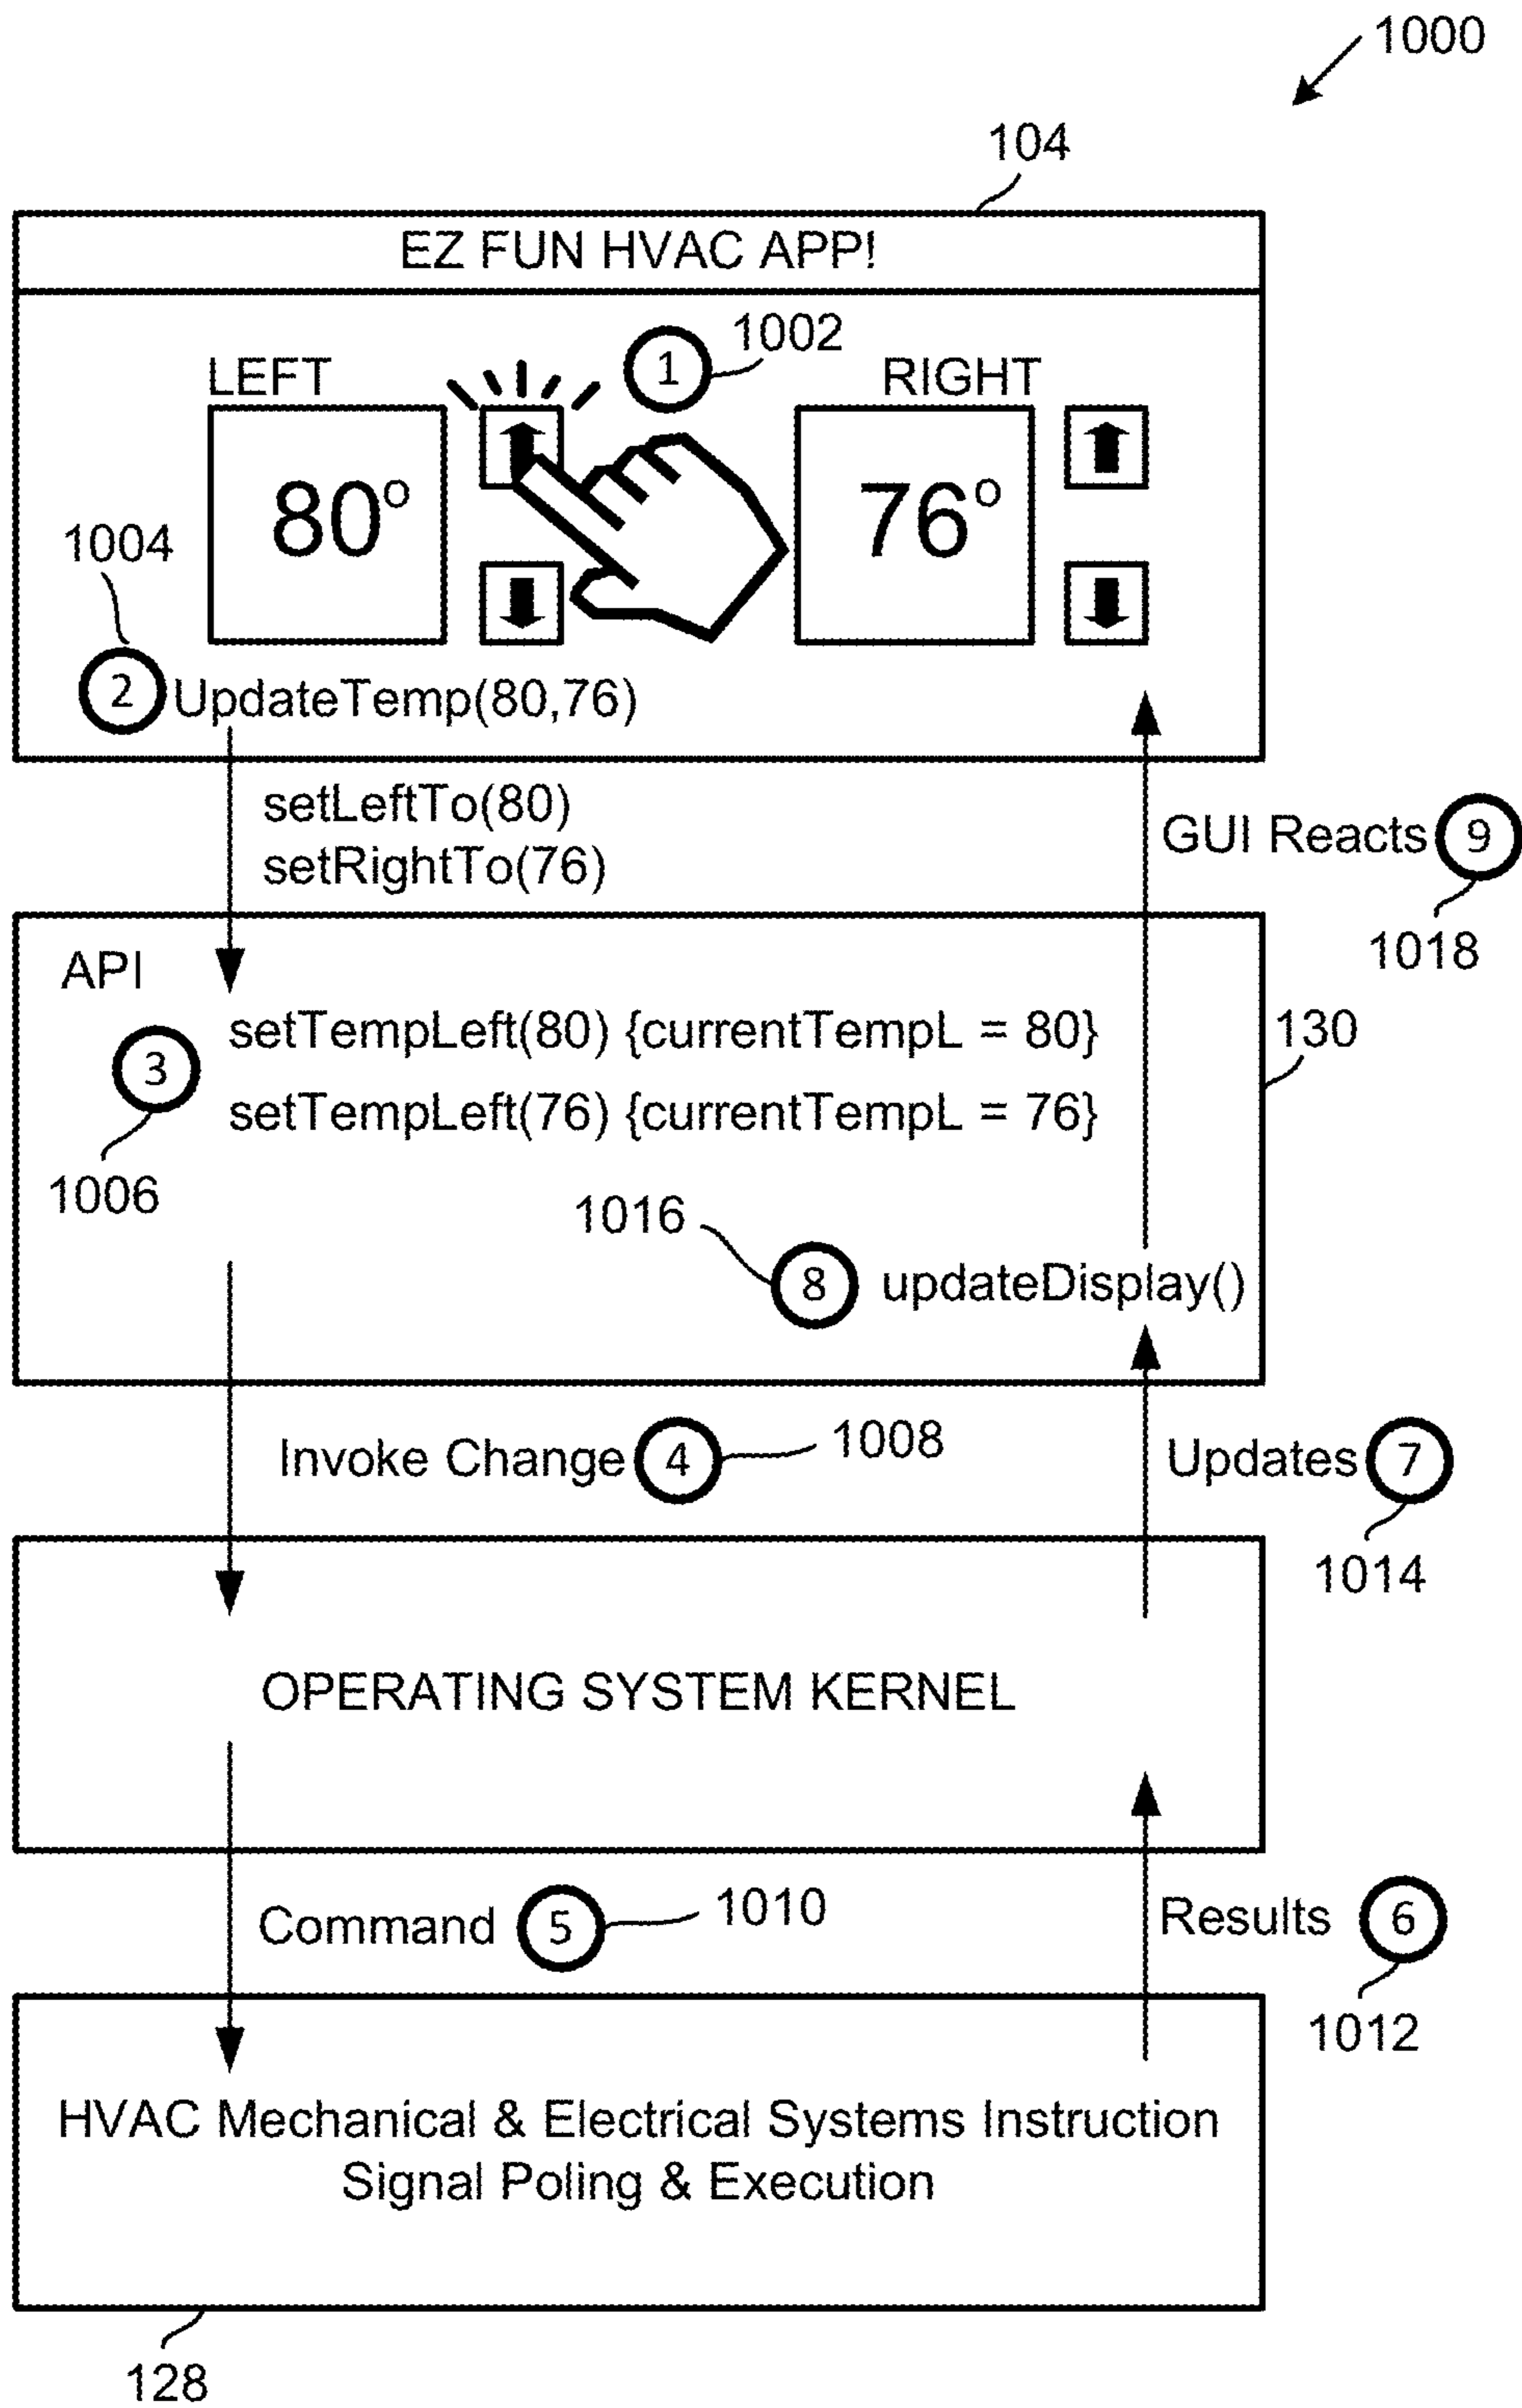 1000
104
EZ FUN HVAC APP!
1 1002
LEFT
RIGHT
80°
76°
1004
2 UpdateTemp(80,76)
setLeftTo(80)
setRightTo(76)
GUI Reacts 9
1018
API
130
3
setTempLeft(80) {currentTempL = 80}
setTempLeft(76) {currentTempL = 76}
1006
1016
8 updateDisplay()
Invoke Change 4 1008
Updates 7
1014
OPERATING SYSTEM KERNEL
Command 5 1010
Results 6
1012
HVAC Mechanical & Electrical Systems Instruction
Signal Poling & Execution
128